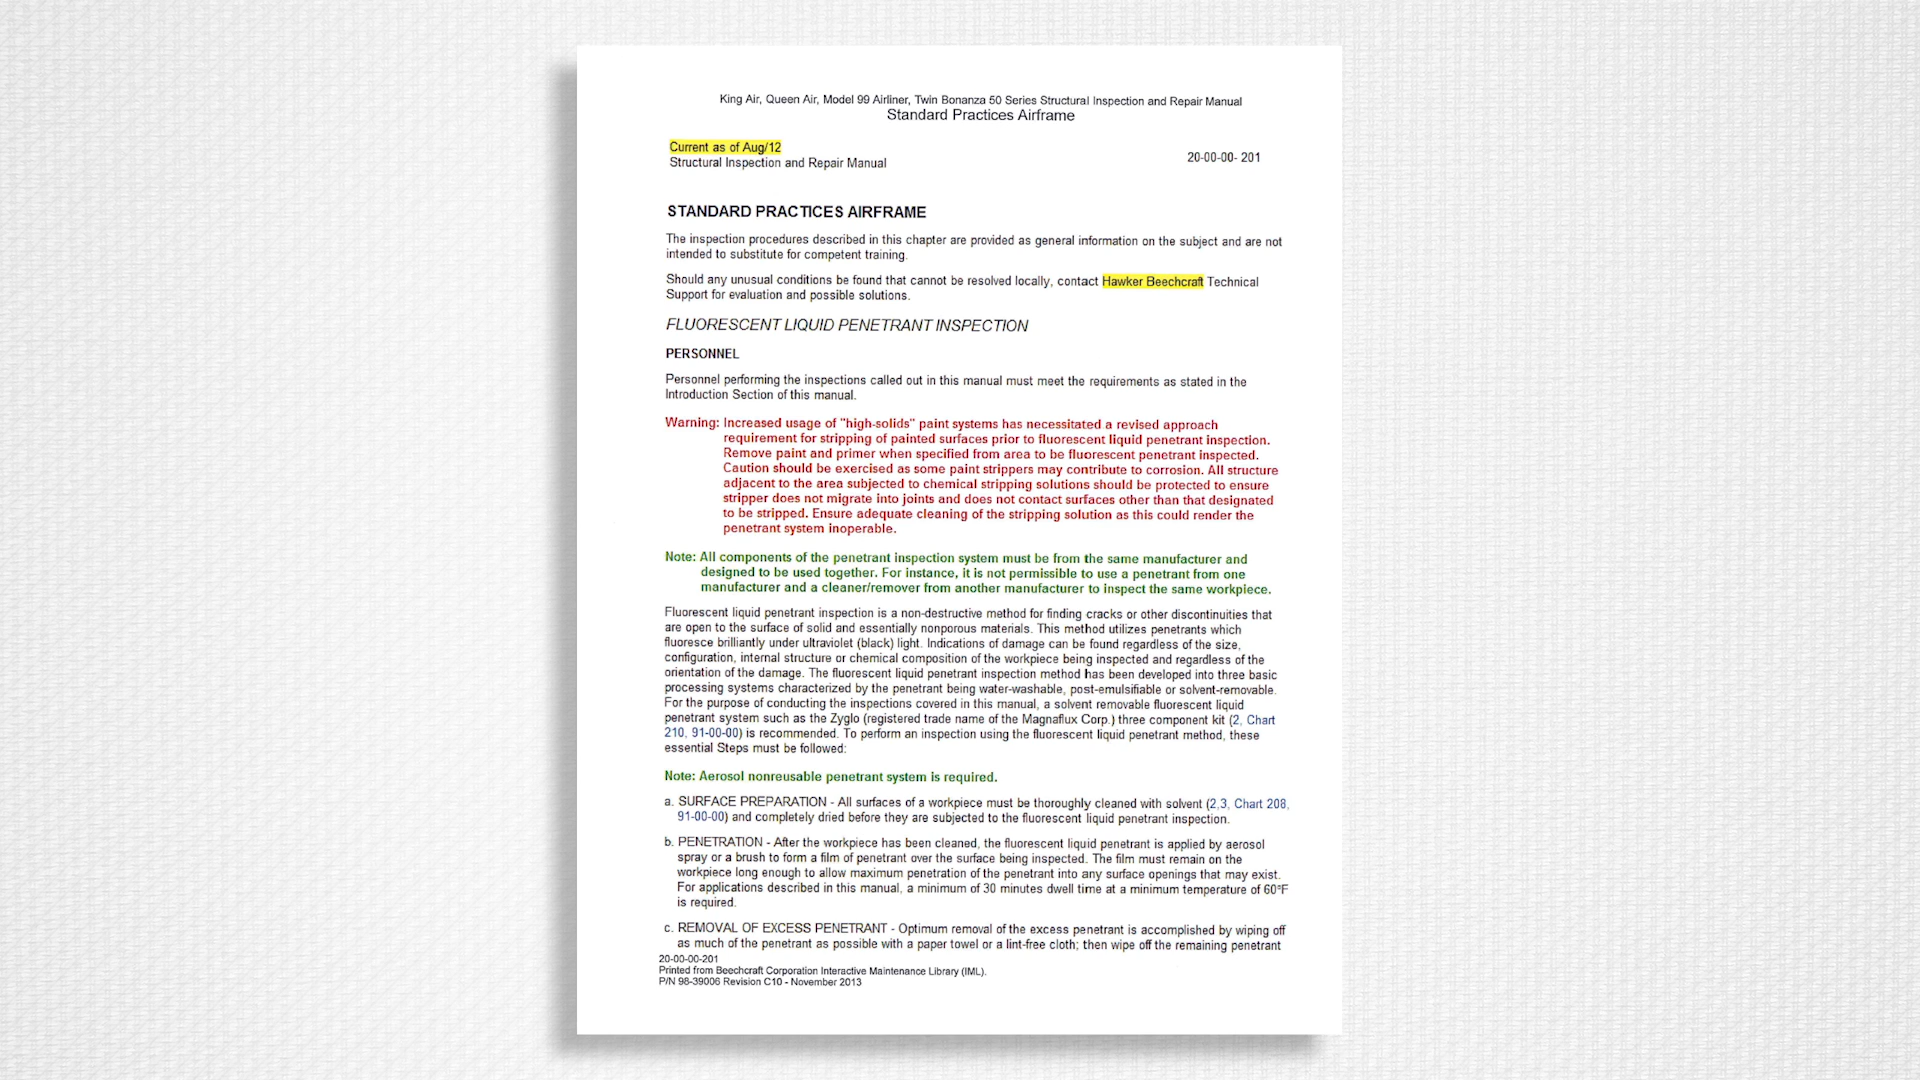 King Air, Queen Air, Model 99 Airliner, Twin Bonanza 50 Series Structural Inspection and Repair Manual
Standard Practices Airframe
Current as of Aug/12
Structural Inspection and Repair Manual
20-00-00- 201
STANDARD PRACTICES AIRFRAME
The inspection procedures described in this chapter are provided as general information on the subject and are not
intended to substitute for competent training.
Should any unusual conditions be found that cannot be resolved locally, contact Hawker Beechcraft Technical
Support for evaluation and possible solutions.
FLUORESCENT LIQUID PENETRANT INSPECTION
PERSONNEL
Personnel performing the inspections called out in this manual must meet the requirements as stated in the
Introduction Section of this manual.
Warning: Increased usage of "high-solids" paint systems has necessitated a revised approach
requirement for stripping of painted surfaces prior to fluorescent liquid penetrant inspection.
Remove paint and primer when specified from area to be fluorescent penetrant inspected.
Caution should be exercised as some paint strippers may contribute to corrosion. All structure
adjacent to the area subjected to chemical stripping solutions should be protected to ensure
stripper does not migrate into joints and does not contact surfaces other than that designated
to be stripped. Ensure adequate cleaning of the stripping solution as this could render the
penetrant system inoperable.
Note: All components of the penetrant inspection system must be from the same manufacturer and
designed to be used together. For instance, it is not permissible to use a penetrant from one
manufacturer and a cleaner/remover from another manufacturer to inspect the same workpiece.
Fluorescent liquid penetrant inspection is a non-destructive method for finding cracks or other discontinuities that
are open to the surface of solid and essentially nonporous materials. This method utilizes penetrants which
fluoresce brilliantly under ultraviolet (black) light. Indications of damage can be found regardless of the size,
configuration, internal structure or chemical composition of the workpiece being inspected and regardless of the
orientation of the damage. The fluorescent liquid penetrant inspection method has been developed into three basic
processing systems characterized by the penetrant being water-washable, post-emulsifiable or solvent-removable.
For the purpose of conducting the inspections covered in this manual, a solvent removable fluorescent liquid
penetrant system such as the Zyglo (registered trade name of the Magnaflux Corp.) three component kit (2, Chart
210, 91-00-00) is recommended. To perform an inspection using the fluorescent liquid penetrant method, these
essential Steps must be followed:
Note: Aerosol nonreusable penetrant system is required.
a. SURFACE PREPARATION - All surfaces of a workpiece must be thoroughly cleaned with solvent (2,3, Chart 208,
91-00-00) and completely dried before they are subjected to the fluorescent liquid penetrant inspection.
b. PENETRATION - After the workpiece has been cleaned, the fluorescent liquid penetrant is applied by aerosol
spray or a brush to form a film of penetrant over the surface being inspected. The film must remain on the
workpiece long enough to allow maximum penetration of the penetrant into any surface openings that may exist.
For applications described in this manual, a minimum of 30 minutes dwell time at a minimum temperature of 60°F
is required.
c. REMOVAL OF EXCESS PENETRANT - Optimum removal of the excess penetrant is accomplished by wiping off
as much of the penetrant as possible with a paper towel or a lint-free cloth; then wipe off the remaining penetrant
20-00-00-201
Printed from Beechcraft Corporation Interactive Maintenance Library (IML).
P/N 98-39006 Revision C10 - November 2013